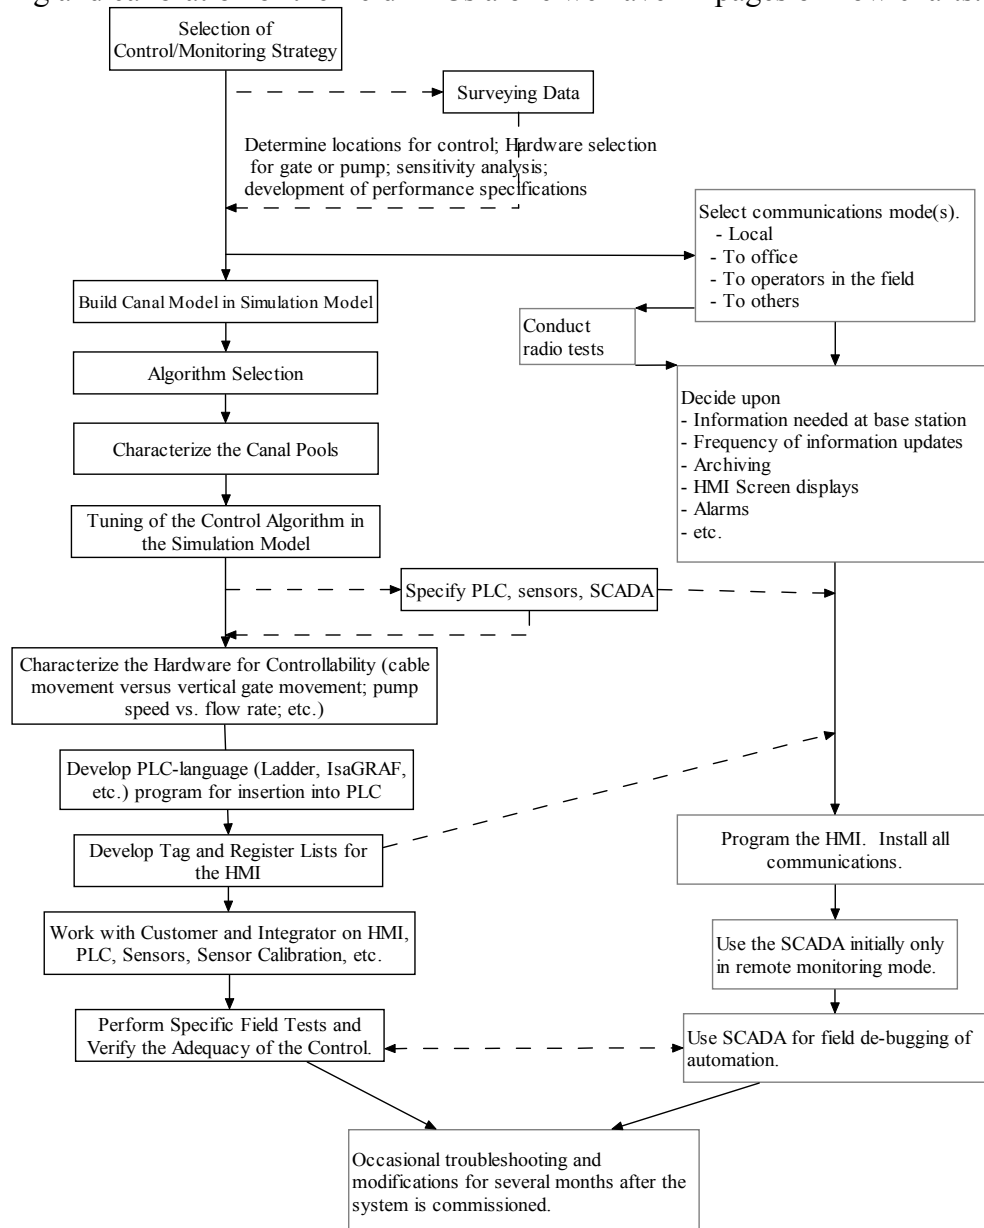 Selection of
Control/Monitoring Strategy
Surveying Data
Determine locations for control; Hardware selection
for gate or pump; sensitivity analysis;
development of performance specifications
Select communications mode(s).
- Local
- To office
- To operators in the field
- To others
Build Canal Model in Simulation Model
Conduct
radio tests
Algorithm Selection
Decide upon
- Information needed at base station
- Frequency of information updates
- Archiving
- HMI Screen displays
- Alarms
- etc.
Characterize the Canal Pools
Tuning of the Control Algorithm in
the Simulation Model
Specify PLC, sensors, SCADA
Characterize the Hardware for Controllability (cable
movement versus vertical gate movement; pump
speed vs. flow rate; etc.)
Develop PLC-language (Ladder, IsaGRAF,
etc.) program for insertion into PLC
Develop Tag and Register Lists for
the HMI
Program the HMI.  Install all
communications.
Work with Customer and Integrator on HMI,
PLC, Sensors, Sensor Calibration, etc.
Use the SCADA initially only
in remote monitoring mode.
Perform Specific Field Tests and
Verify the Adequacy of the Control.
Use SCADA for field de-bugging of
automation.
Occasional troubleshooting and
modifications for several months after the
system is commissioned.